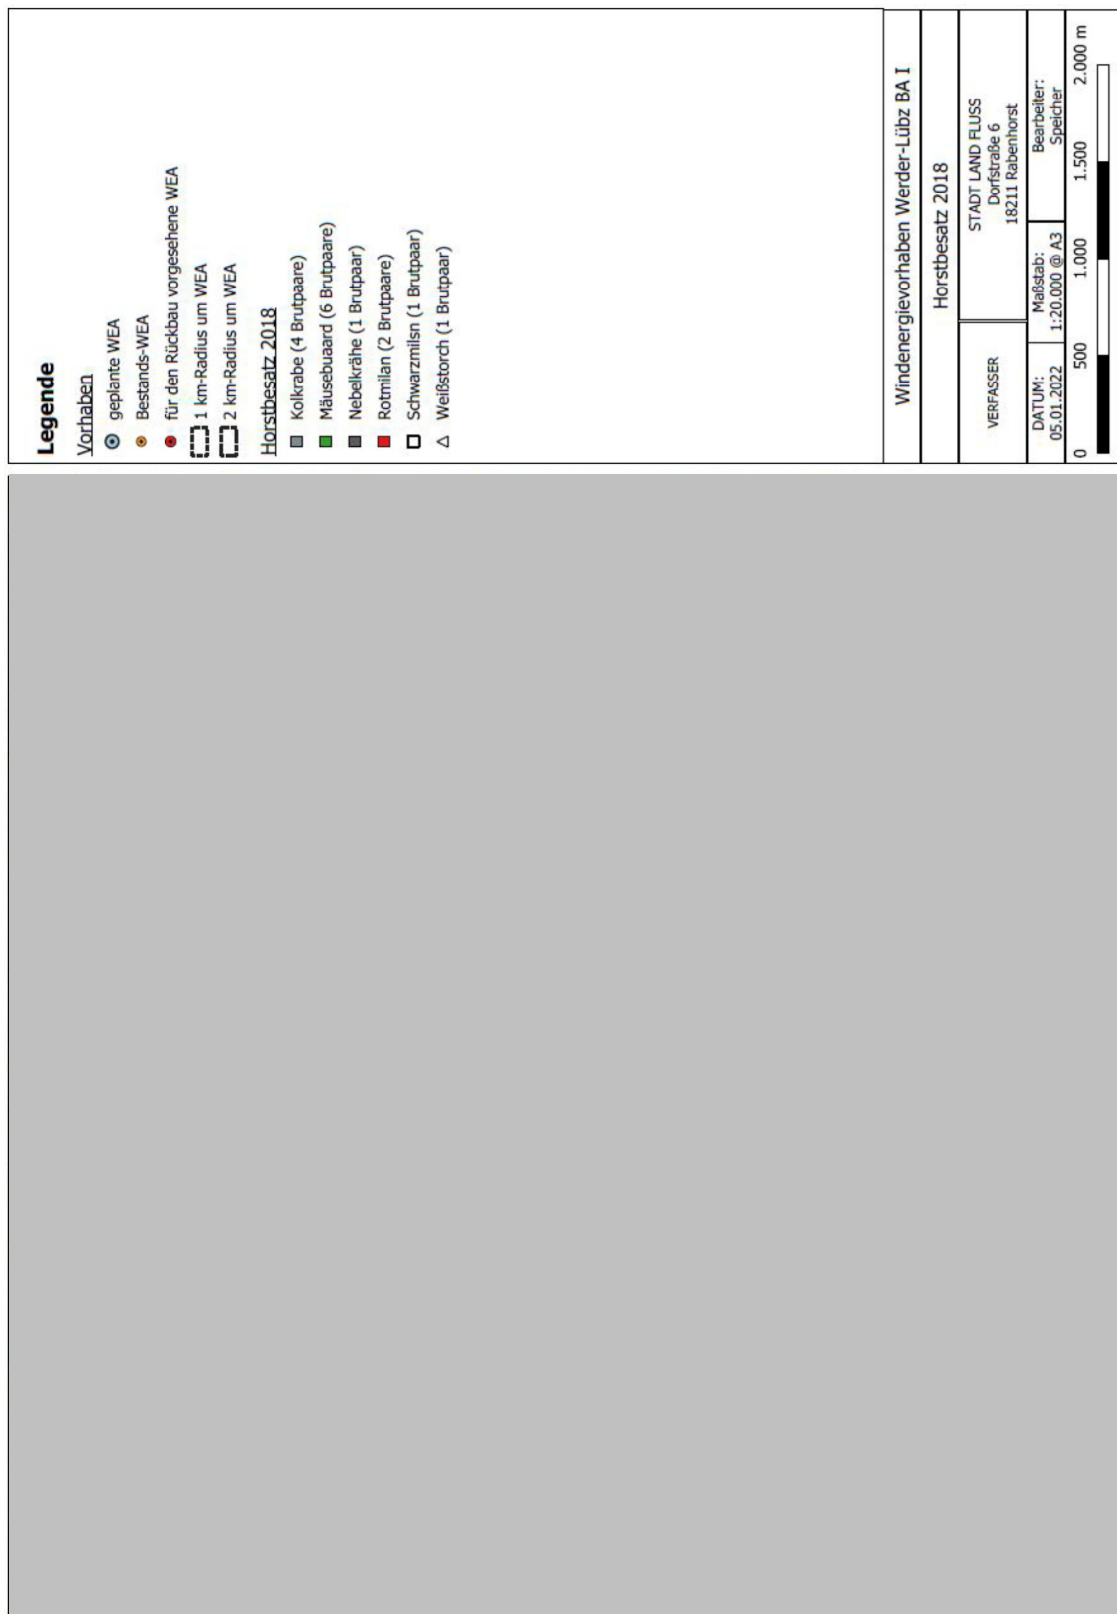 Legende
Vorhaben
geplante WEA
Bestands-WEA
für den Rückbau vorgesehene WEA
1 km-Radius um WEA
2 km-Radius um WEA
Horstbesatz 2018
Kolkrabe (4 Brutpaare)
Mäusebuaard (6 Brutpaare)
Nebelkrähe (1 Brutpaar)
Rotmilan (2 Brutpaare)
Schwarzmilsn (1 Brutpaar)
Weißstorch (1 Brutpaar)
Windenergievorhaben Werder-Lübz BA I
Horstbesatz 2018
VERFASSER
STADT LAND FLUSS
Dorfstraße 6
18211 Rabenhorst
DATUM:
05.01.2022
Maßstab:
1:20.000 @ A3
Bearbeiter:
Speicher
0 500 1.000 1.500 2.000 m